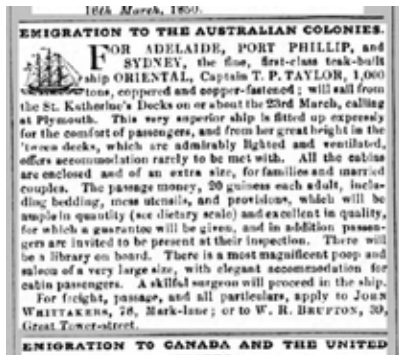 16th March, 1850.
EMIGRATION TO THE AUSTRALIAN COLONIES.
FOR ADELAIDE, PORT PHILLIP, and
SYDNEY, the fine, first-class teak-built
ship ORIENTAL, Captain T. P. TAYLOR, 1,000
tons, coppered and copper-fastened; will sail from
the St. Katherine's Docks on or about the 23rd March, calling
at Plymouth. This very superior ship is fitted up expressly
for the comfort of passengers, and from her great height in the
'tween decks, which are admirably lighted and ventilated,
offers accommodation rarely to be met with. All the cabins
are enclosed and of an extra size, for families and married
couples. The passage money, 20 guineas each adult, inclu-
ding bedding, mess utensils, and provisions, which will be
ample in quantity (see dietary scale) and excellent in quality,
for which a guarantee will be given, and in addition passen-
gers are invited to be present at their inspection. There will
be a library on board. There is a most magnificent poop and
saloon of a very large size, with elegant accommodation for
cabin passengers. A skilful surgeon will proceed in the ship.
For freight, passage, and all particulars, apply to JOHN
WHITTAKERS, 78, Mark-lane; or to W. R. BRUTTON, 39,
Great Tower-street.
EMIGRATION TO CANADA AND THE UNITED